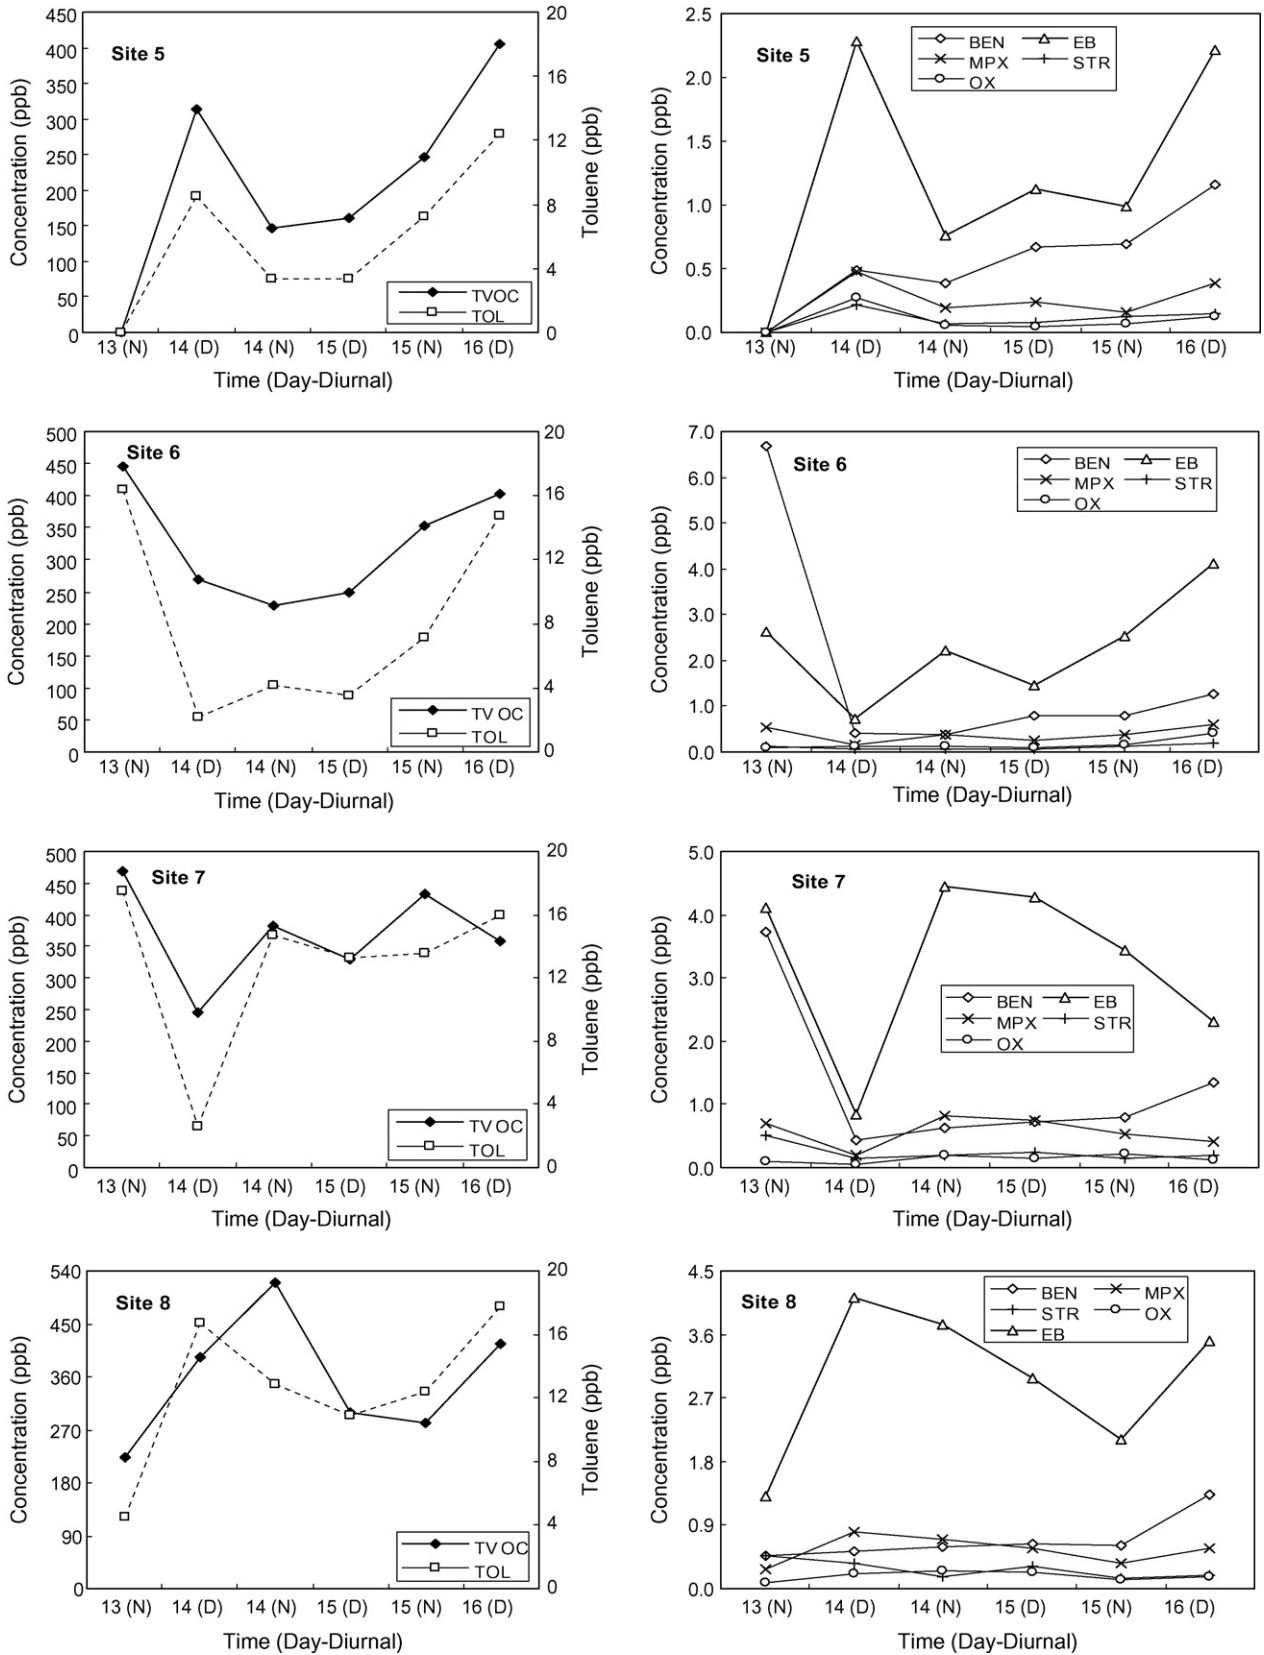 Site 5
Concentration (ppb)
450
400
350
300
250
200
150
100
50
0
20
16
12
8
4
0
Toluene (ppb)
TVOC
TOL
13 (N) 14 (D) 14 (N) 15 (D) 15 (N) 16 (D)
Time (Day-Diurnal)
Site 5
Concentration (ppb)
2.5
2.0
1.5
1.0
0.5
0.0
BEN EB
MPX STR
OX
13 (N) 14 (D) 14 (N) 15 (D) 15 (N) 16 (D)
Time (Day-Diurnal)
Site 6
Concentration (ppb)
500
450
400
350
300
250
200
150
100
50
0
20
16
12
8
4
0
Toluene (ppb)
TV OC
TOL
13 (N) 14 (D) 14 (N) 15 (D) 15 (N) 16 (D)
Time (Day-Diurnal)
Site 6
Concentration (ppb)
7.0
6.0
5.0
4.0
3.0
2.0
1.0
0.0
BEN EB
MPX STR
OX
13 (N) 14 (D) 14 (N) 15 (D) 15 (N) 16 (D)
Time (Day-Diurnal)
Site 7
Concentration (ppb)
500
450
400
350
300
250
200
150
100
50
0
20
16
12
8
4
0
Toluene (ppb)
TV OC
TOL
13 (N) 14 (D) 14 (N) 15 (D) 15 (N) 16 (D)
Time (Day-Diurnal)
Site 7
Concentration (ppb)
5.0
4.0
3.0
2.0
1.0
0.0
BEN EB
MPX STR
OX
13 (N) 14 (D) 14 (N) 15 (D) 15 (N) 16 (D)
Time (Day-Diurnal)
Site 8
Concentration (ppb)
540
450
360
270
180
90
0
20
16
12
8
4
0
Toluene (ppb)
TV OC
TOL
13 (N) 14 (D) 14 (N) 15 (D) 15 (N) 16 (D)
Time (Day-Diurnal)
Site 8
Concentration (ppb)
4.5
3.6
2.7
1.8
0.9
0.0
BEN MPX
STR OX
EB
13 (N) 14 (D) 14 (N) 15 (D) 15 (N) 16 (D)
Time (Day-Diurnal)